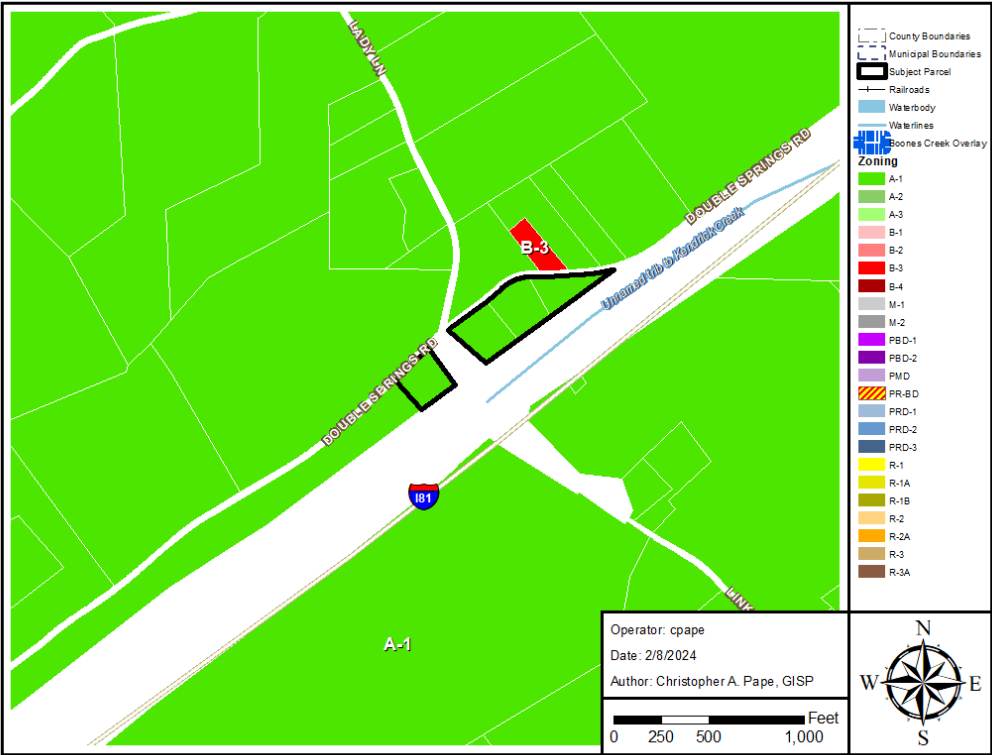 LADY LN
DOUBLE SPRINGS RD
B-3
Unnamed trib to Kendrick Creek
DOUBLE SPRINGS RD
I81
A-1
LINK
County Boundaries
Municipal Boundaries
Subject Parcel
Railroads
Waterbody
Waterlines
Boones Creek Overlay
Zoning
A-1
A-2
A-3
B-1
B-2
B-3
B-4
M-1
M-2
PBD-1
PBD-2
PMD
PR-BD
PRD-1
PRD-2
PRD-3
R-1
R-1A
R-1B
R-2
R-2A
R-3
R-3A
Operator: cpape
Date: 2/8/2024
Author: Christopher A. Pape, GISP
Feet
0 250 500 1,000
N
W E
S